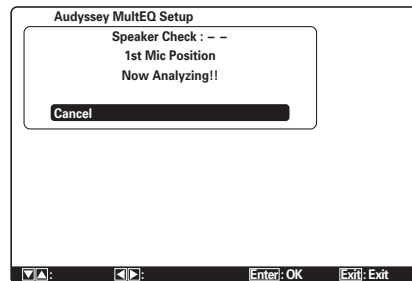 Audyssey MultEQ Setup
Speaker Check : – –
1st Mic Position
Now Analyzing!!
Cancel
▼▲: ◀▶: Enter: OK Exit: Exit